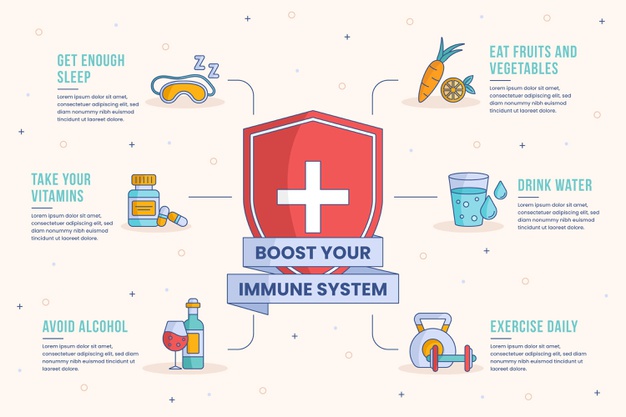 GET ENOUGH
SLEEP
Lorem ipsum dolor sit amet,
consectetuer adipiscing elit, sed
diam nonummy nibh euismod
tincidunt ut laoreet dolore.
EAT FRUITS AND
VEGETABLES
Lorem ipsum dolor sit amet,
consectetuer adipiscing elit, sed
diam nonummy nibh euismod
tincidunt ut laoreet dolore.
TAKE YOUR
VITAMINS
Lorem ipsum dolor sit amet,
consectetuer adipiscing elit, sed
diam nonummy nibh euismod
tincidunt ut laoreet dolore.
DRINK WATER
Lorem ipsum dolor sit amet,
consectetuer adipiscing elit, sed
diam nonummy nibh euismod
tincidunt ut laoreet dolore.
BOOST YOUR
IMMUNE SYSTEM
AVOID ALCOHOL
Lorem ipsum dolor sit amet,
consectetuer adipiscing elit, sed
diam nonummy nibh euismod
tincidunt ut laoreet dolore.
EXERCISE DAILY
Lorem ipsum dolor sit amet,
consectetuer adipiscing elit, sed
diam nonummy nibh euismod
tincidunt ut laoreet dolore.